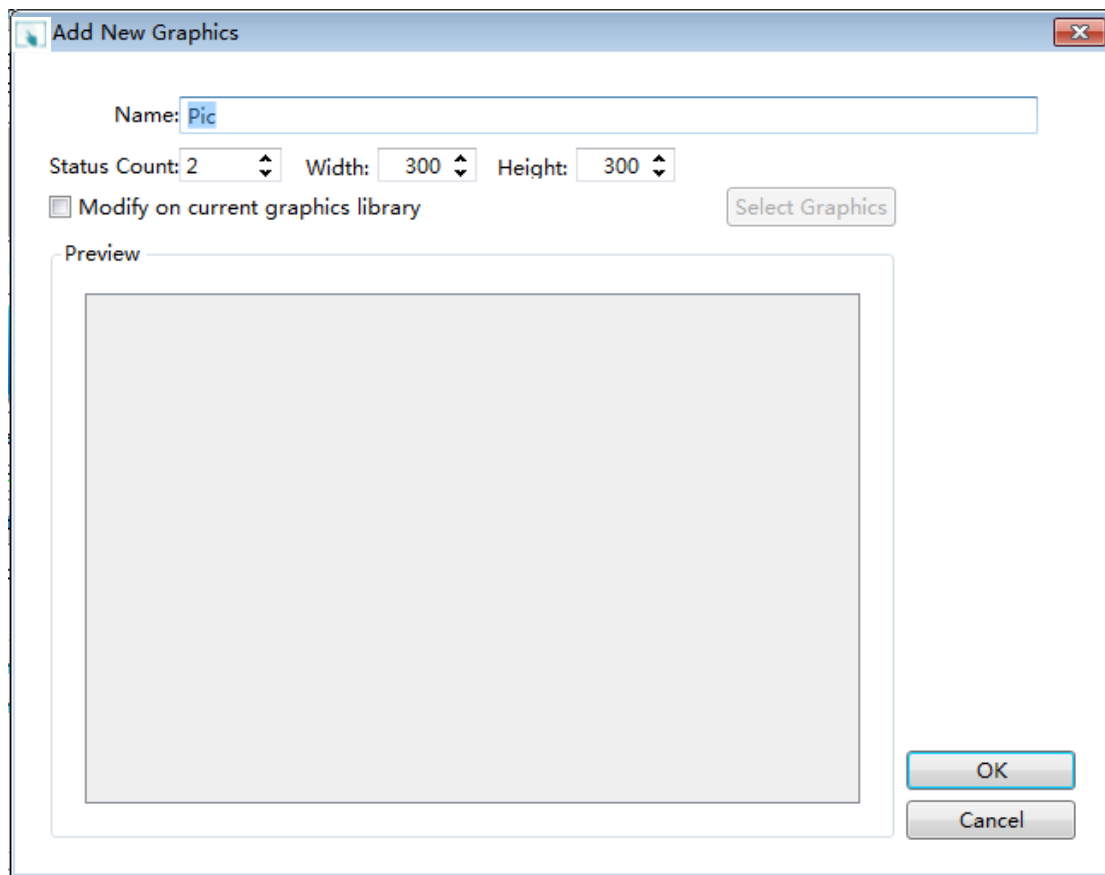 Add New Graphics
Name: Pic
Status Count: 2 Width: 300 Height: 300
Modify on current graphics library Select Graphics
Preview
OK
Cancel